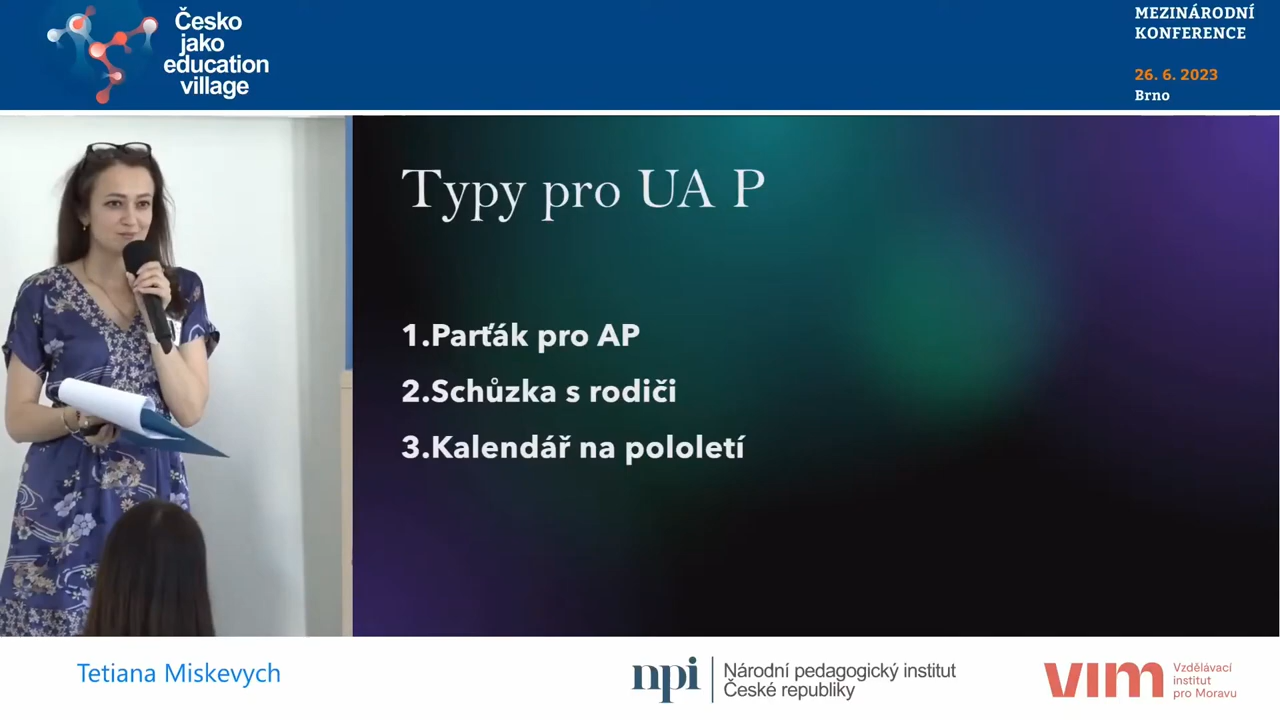 Česko
jako
education
village
MEZINÁRODNÍ
KONFERENCE
26. 6. 2023
Brno
Typy pro UA P
1.Parťák pro AP
2.Schůzka s rodiči
3.Kalendář na pololetí
Tetiana Miskevych
npi
Národní pedagogický institut
České republiky
vim
Vzdělávací
institut
pro Moravu